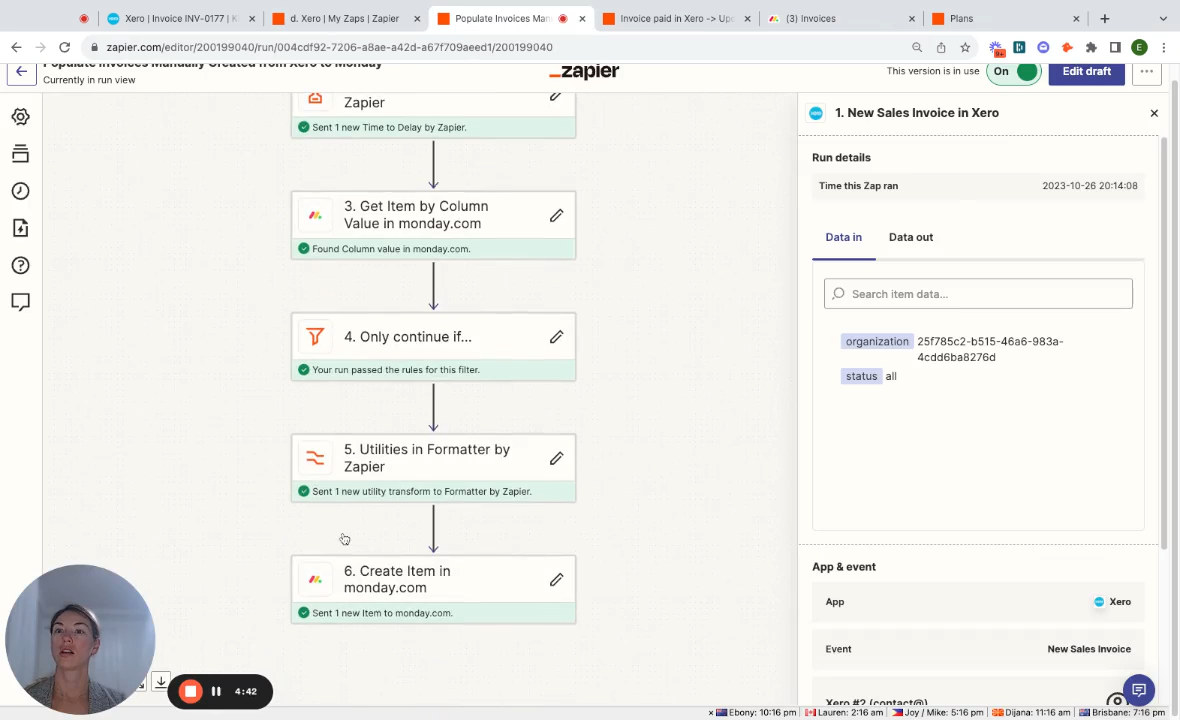 Xero | Invoice INV-0177 | K
d. Xero | My Zaps | Zapier
Populate Invoices Man
Invoice paid in Xero -> Up
(3) Invoices
Plans
zapier.com/editor/200199040/run/004cdf92-7206-a8ae-a42d-a67f709aeed1/200199040
9+
E
Populate Invoices Manually Created from Xero to Monday
Currently in run view
zapier
This version is in use
On
Edit draft
Zapier
Sent 1 new Time to Delay by Zapier.
3. Get Item by Column
Value in monday.com
Found Column value in monday.com.
4. Only continue if...
Your run passed the rules for this filter.
5. Utilities in Formatter by
Zapier
Sent 1 new utility transform to Formatter by Zapier.
6. Create Item in
monday.com
Sent 1 new Item to monday.com.
4:42
1. New Sales Invoice in Xero
Run details
Time this Zap ran 2023-10-26 20:14:08
Data in Data out
Search item data...
organization 25f785c2-b515-46a6-983a-
4cdd6ba8276d
status all
App & event
App Xero
Event New Sales Invoice
Xero #2 (contact@)
Ebony: 10:16 pm Lauren: 2:16 am Joy / Mike: 5:16 pm Dijana: 11:16 am Brisbane: 7:16 pm